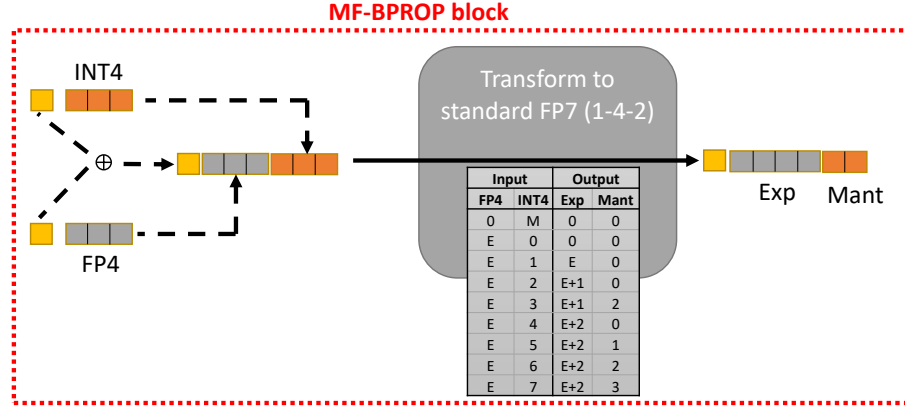 MF-BPROP block
INT4
⊕
FP4
Transform to
standard FP7 (1-4-2)
Input Output
FP4 INT4 Exp Mant
0 M 0 0
E 0 0 0
E 1 E 0
E 2 E+1 0
E 3 E+1 2
E 4 E+2 0
E 5 E+2 1
E 6 E+2 2
E 7 E+2 3
Exp Mant